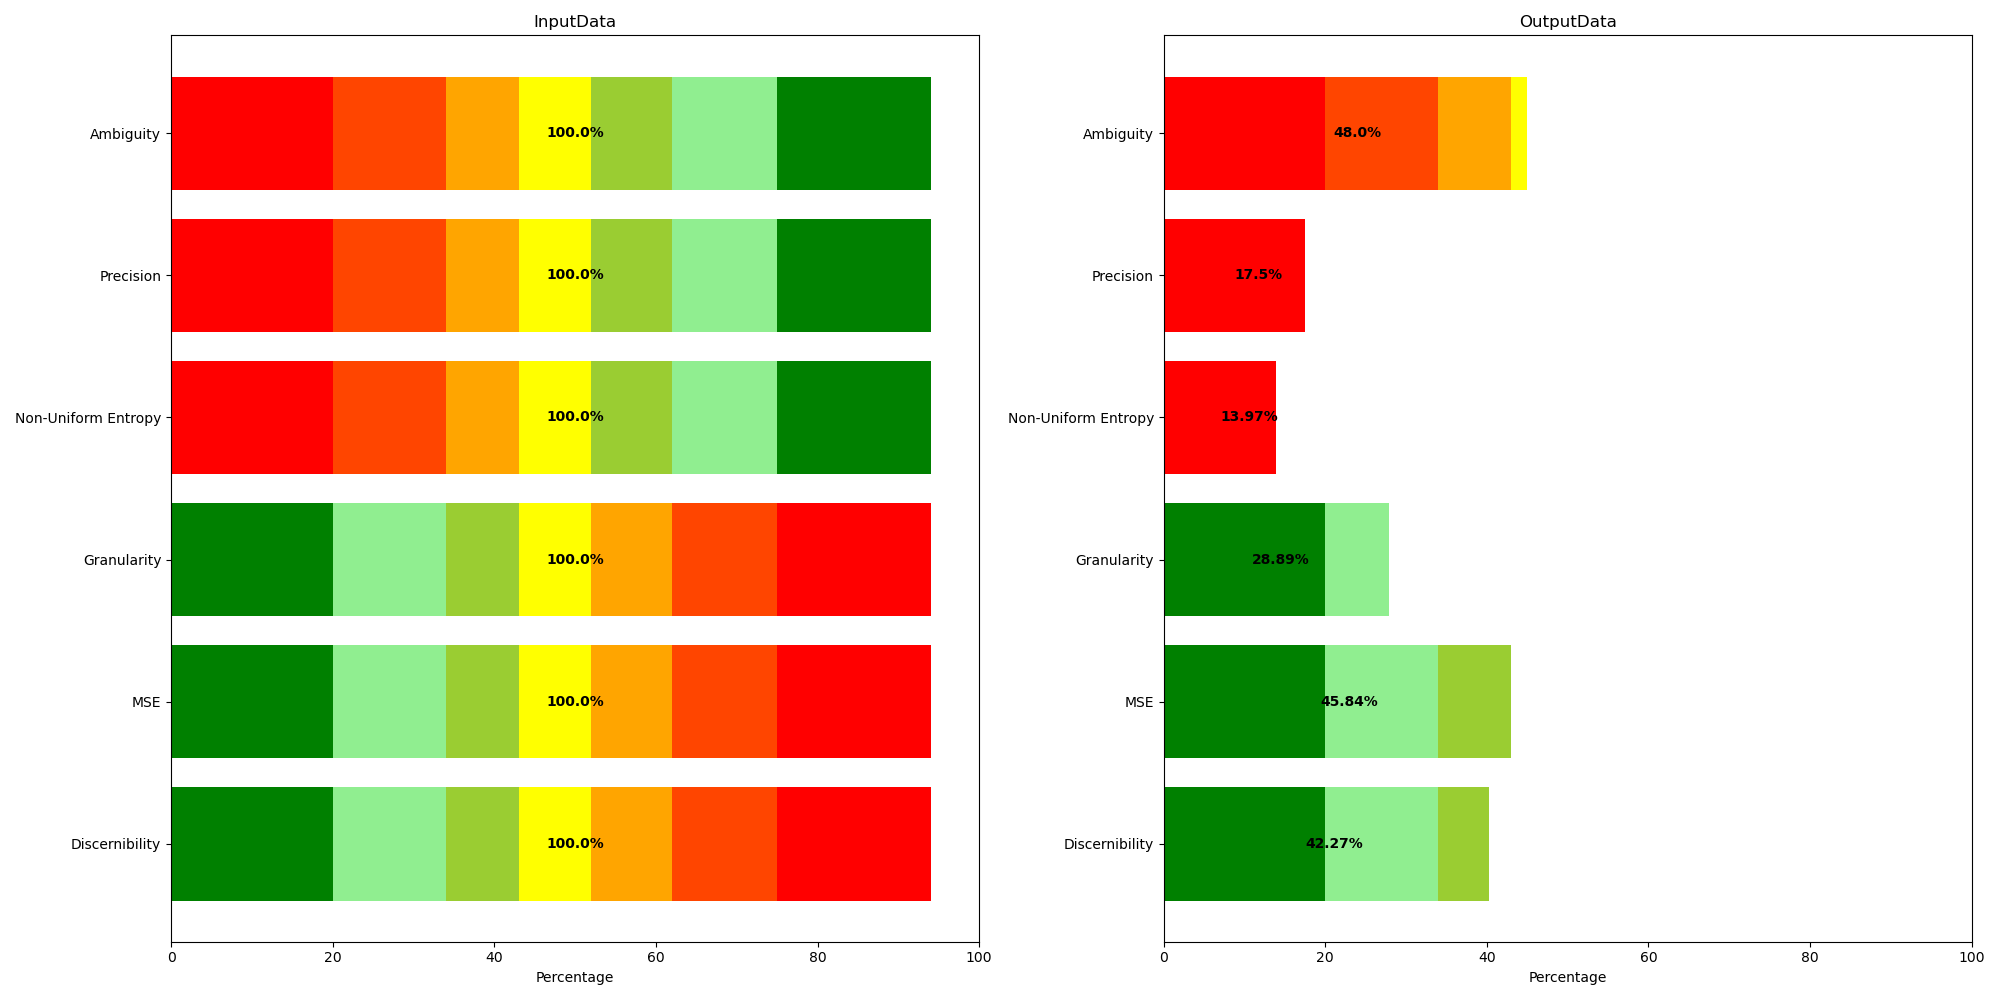 InputData
Ambiguity
100.0%
Precision
100.0%
Non-Uniform Entropy
100.0%
Granularity
100.0%
MSE
100.0%
Discernibility
100.0%
0 20 40 60 80 100
Percentage
OutputData
Ambiguity
48.0%
Precision
17.5%
Non-Uniform Entropy
13.97%
Granularity
28.89%
MSE
45.84%
Discernibility
42.27%
0 20 40 60 80 100
Percentage